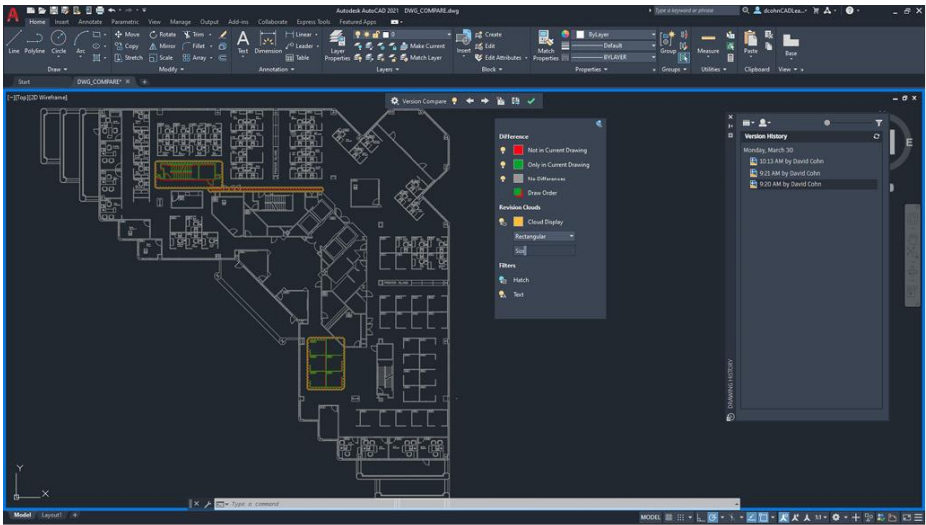 Autodesk AutoCAD 2021 DWG_COMPARE.dwg
Type a keyword or phrase
dcohnCADLea...
Home Insert Annotate Parametric View Manage Output Add-ins Collaborate Express Tools Featured Apps
Line Polyline Circle Arc
Move Rotate Trim
Copy Mirror Fillet
Stretch Scale Array
Text Dimension
Linear
Leader
Table
Layer Properties
0
Make Current
Match Layer
Insert
Create
Edit
Edit Attributes
Match Properties
ByLayer
Default
BYLAYER
Group
Measure
Paste
Base
Draw Modify Annotation Layers Block Properties Groups Utilities Clipboard View
Start DWG_COMPARE*
[−][Top][2D Wireframe]
Version Compare
Difference
Not in Current Drawing
Only in Current Drawing
No Differences
Draw Order
Revision Clouds
Cloud Display
Rectangular
Size
Filters
Hatch
Text
Version History
Monday, March 30
10:13 AM by David Cohn
9:21 AM by David Cohn
9:20 AM by David Cohn
DRAWING HISTORY
E
Y
X
Type a command
Model Layout1 +
MODEL
1:1